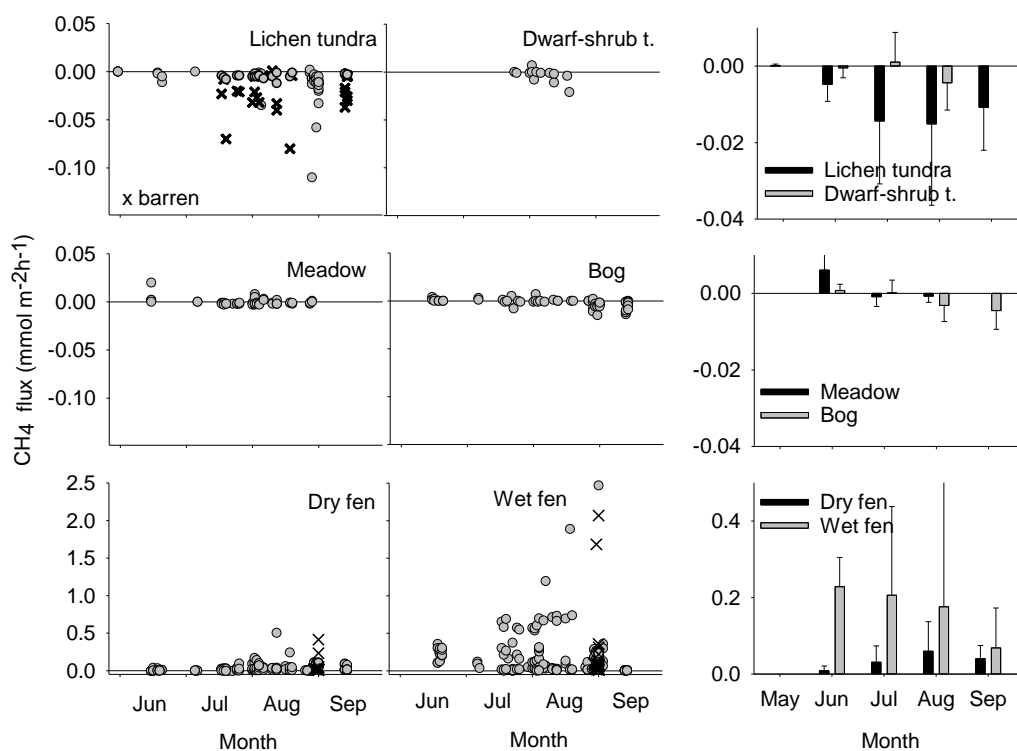 CH4 flux (mmol m-2h-1)
0.05
0.00
-0.05
-0.10
Lichen tundra
x barren
Dwarf-shrub t.
0.00
-0.02
-0.04
Lichen tundra
Dwarf-shrub t.
0.05
0.00
-0.05
-0.10
Meadow
Bog
0.00
-0.02
-0.04
Meadow
Bog
2.5
2.0
1.5
1.0
0.5
0.0
Dry fen
Wet fen
0.4
0.2
0.0
Dry fen
Wet fen
Jun Jul Aug Sep
Month
Jun Jul Aug Sep
Month
May Jun Jul Aug Sep
Month